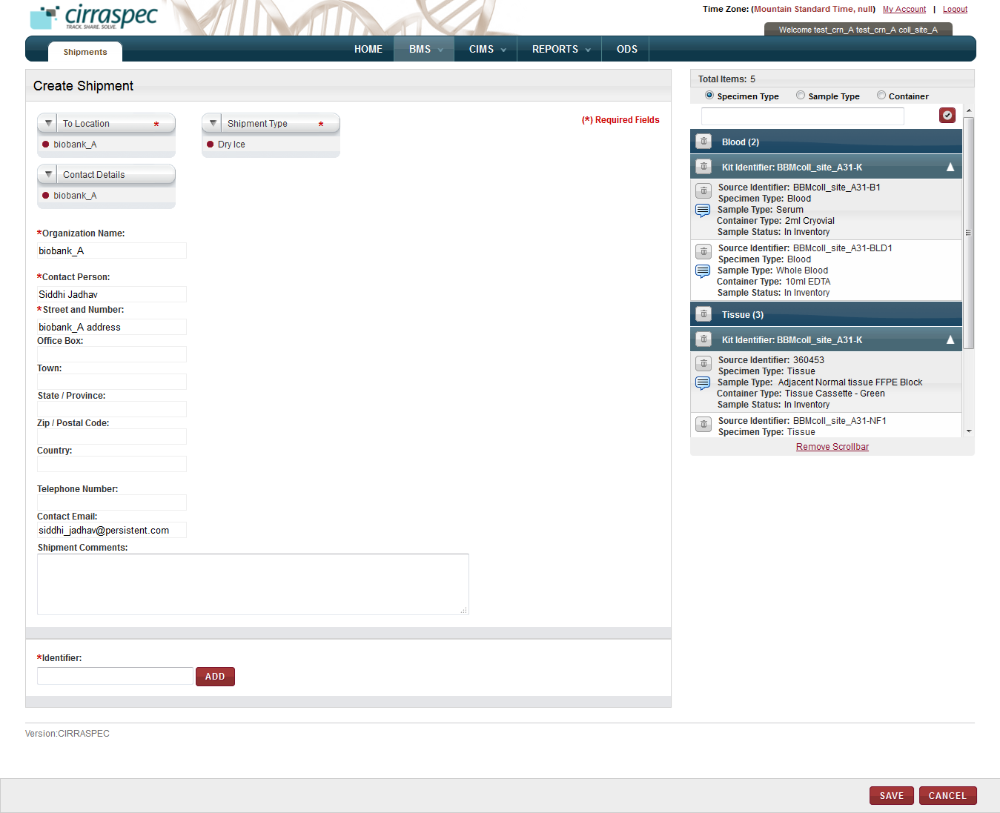 cirraspec
TRACK. SHARE. SOLVE.
Time Zone: (Mountain Standard Time, null) My Account | Logout
Welcome test_crn_A test_crn_A coll_site_A
Shipments
HOME
BMS
CIMS
REPORTS
ODS
Create Shipment
To Location *
Shipment Type *
(*) Required Fields
biobank_A
Dry Ice
Contact Details
biobank_A
*Organization Name:
biobank_A
*Contact Person:
Siddhi Jadhav
*Street and Number:
biobank_A address
Office Box:
Town:
State / Province:
Zip / Postal Code:
Country:
Telephone Number:
Contact Email:
siddhi_jadhav@persistent.com
Shipment Comments:
*Identifier:
ADD
Total Items: 5
Specimen Type
Sample Type
Container
Blood (2)
Kit Identifier: BBMcoll_site_A31-K
Source Identifier: BBMcoll_site_A31-B1
Specimen Type: Blood
Sample Type: Serum
Container Type: 2ml Cryovial
Sample Status: In Inventory
Source Identifier: BBMcoll_site_A31-BLD1
Specimen Type: Blood
Sample Type: Whole Blood
Container Type: 10ml EDTA
Sample Status: In Inventory
Tissue (3)
Kit Identifier: BBMcoll_site_A31-K
Source Identifier: 360453
Specimen Type: Tissue
Sample Type: Adjacent Normal tissue FFPE Block
Container Type: Tissue Cassette - Green
Sample Status: In Inventory
Source Identifier: BBMcoll_site_A31-NF1
Specimen Type: Tissue
Remove Scrollbar
Version:CIRRASPEC
SAVE
CANCEL